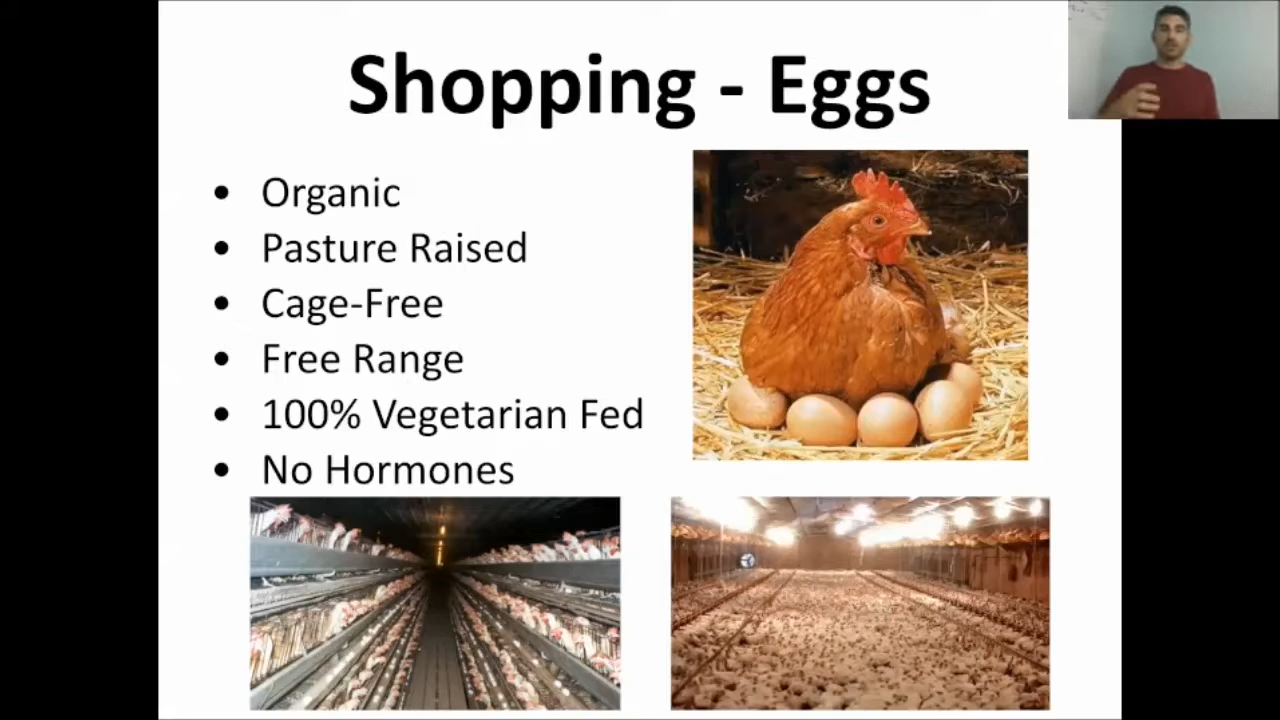 Shopping - Eggs
• Organic
• Pasture Raised
• Cage-Free
• Free Range
• 100% Vegetarian Fed
• No Hormones